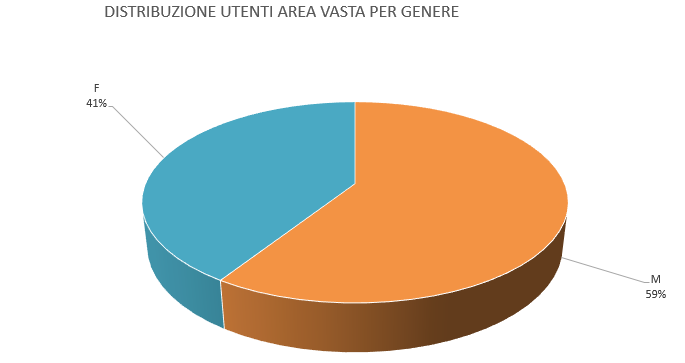 DISTRIBUZIONE UTENTI AREA VASTA PER GENERE
F
41%
M
59%